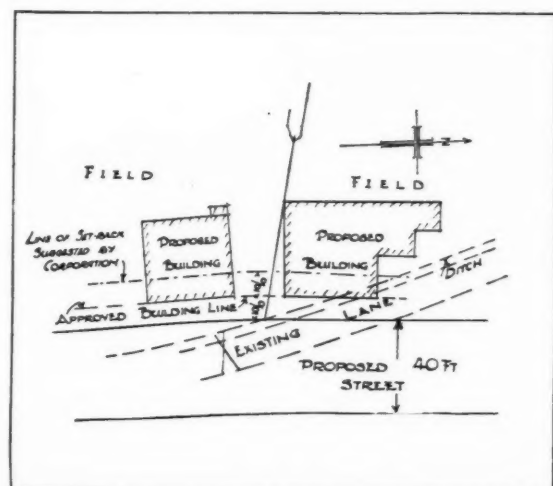 FIELD
FIELD
N
LINE OF SET-BACK
SUGGESTED BY
CORPORATION
PROPOSED
BUILDING
PROPOSED
BUILDING
DITCH
APPROVED BUILDING LINE
LANE
EXISTING
PROPOSED
STREET
40 FT